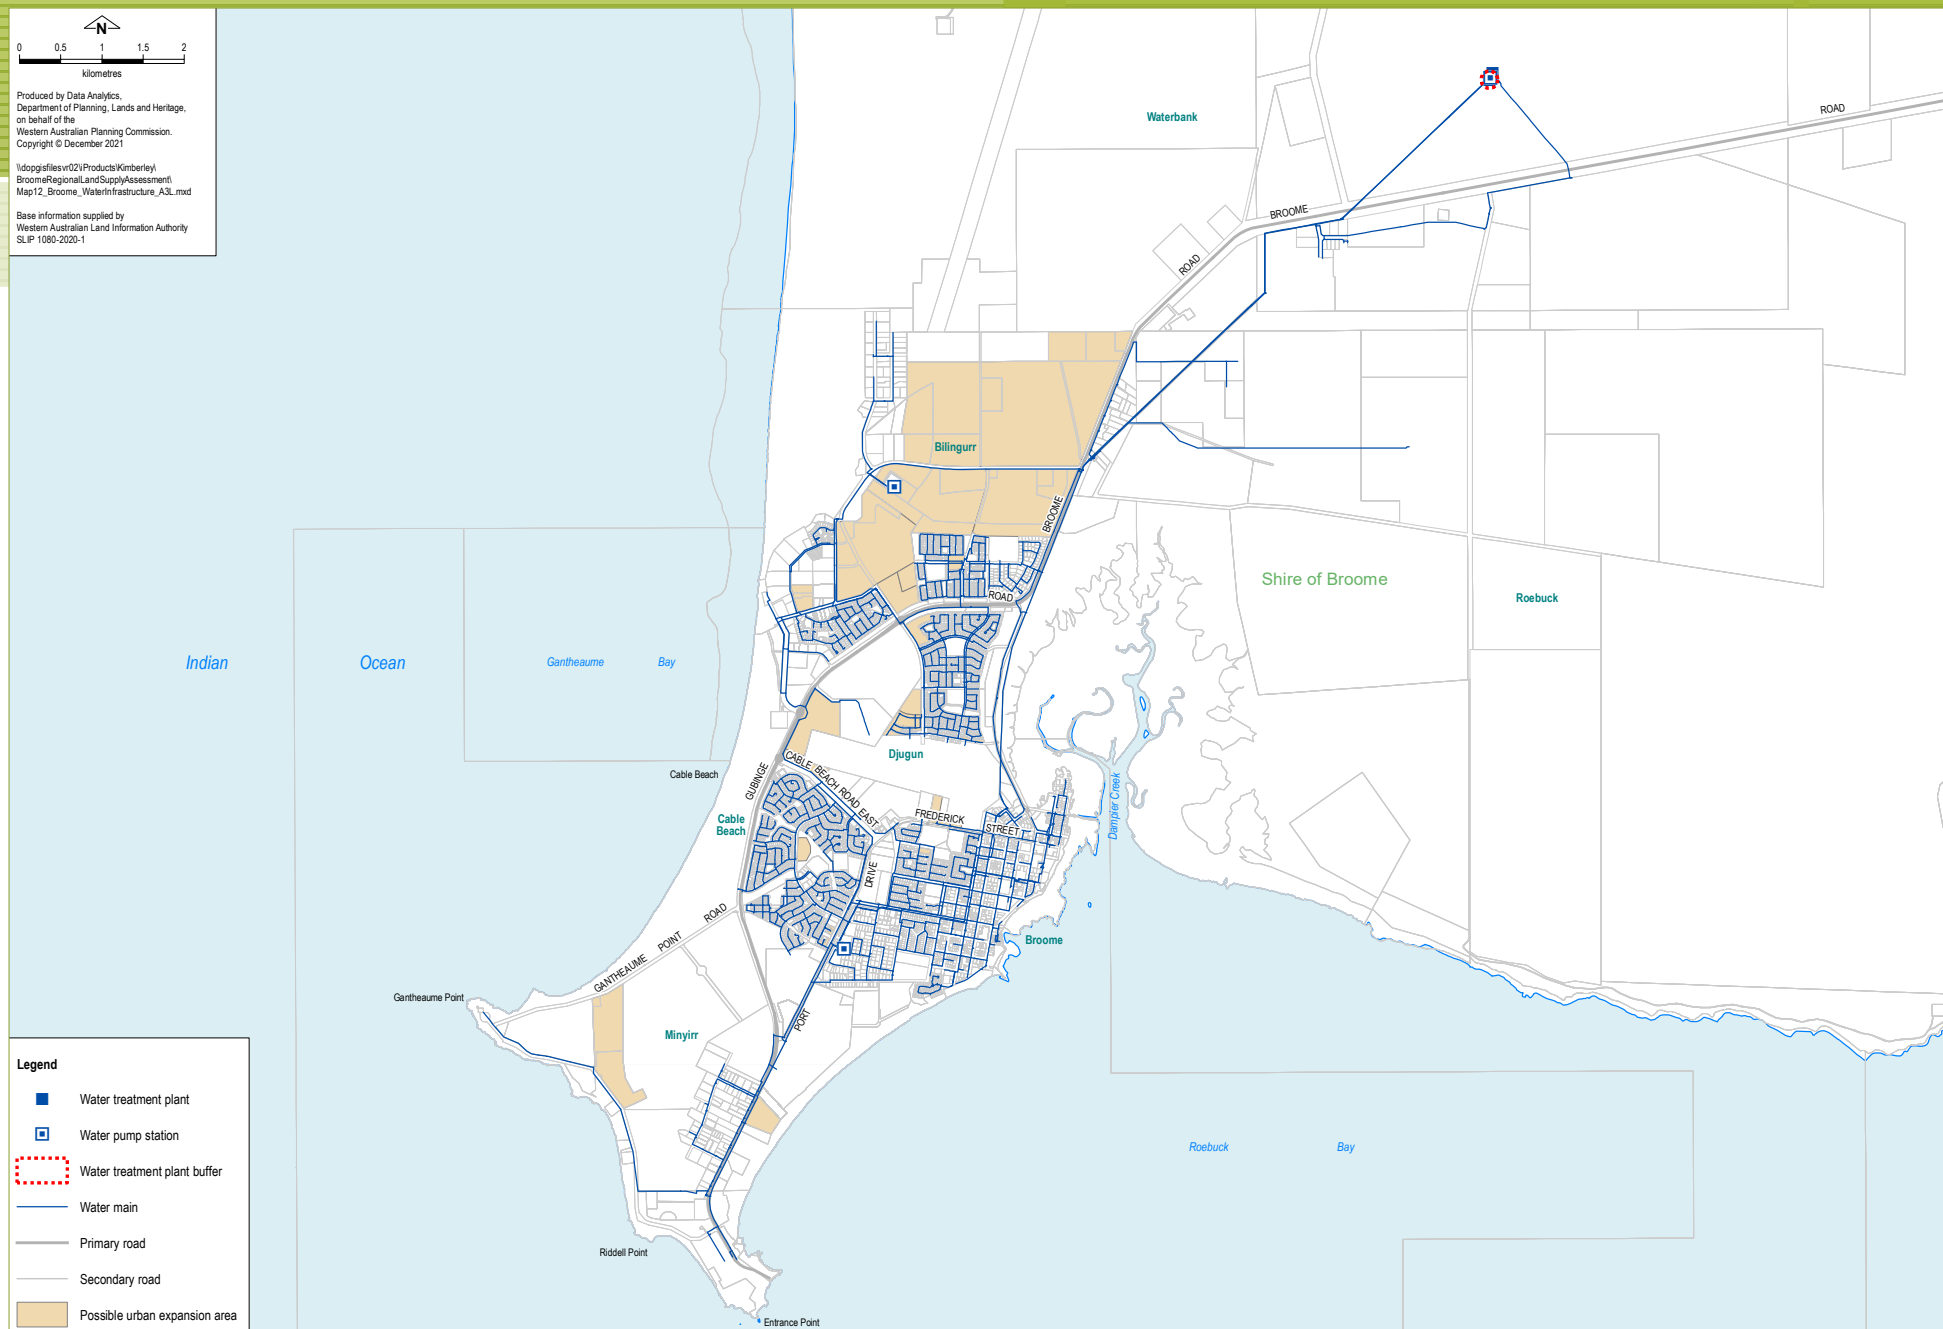 N
0 0.5 1 1.5 2
kilometres
Produced by Data Analytics,
Department of Planning, Lands and Heritage,
on behalf of the
Western Australian Planning Commission.
Copyright © December 2021
\\dopgisfilesvr02\IProducts\Kimberley\
BroomeRegionalLandSupplyAssessment\
Map12_Broome_WaterInfrastructure_A3L.mxd
Base information supplied by
Western Australian Land Information Authority
SLIP 1080-2020-1
Waterbank
ROAD
BROOME
ROAD
Bilingurr
BROOME
Shire of Broome
ROAD
Roebuck
Indian
Ocean
Gantheaume Bay
Djugun
Cable Beach
GUBINGE
CABLE BEACH ROAD EAST
Dampier Creek
Cable
Beach
FREDERICK
STREET
DRIVE
ROAD
POINT
GANTHEAUME
Broome
Gantheaume Point
PORT
Minyirr
Roebuck Bay
Riddell Point
Entrance Point
Legend
Water treatment plant
Water pump station
Water treatment plant buffer
Water main
Primary road
Secondary road
Possible urban expansion area